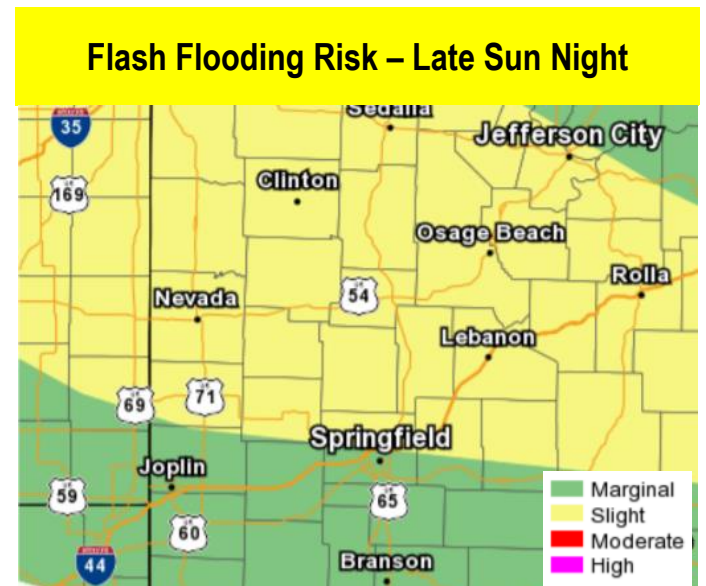 Flash Flooding Risk – Late Sun Night
Sedalia
35
Jefferson City
169
Clinton
Osage Beach
Rolla
54
Nevada
Lebanon
69
71
Springfield
Joplin
59
65
60
44
Branson
Marginal
Slight
Moderate
High